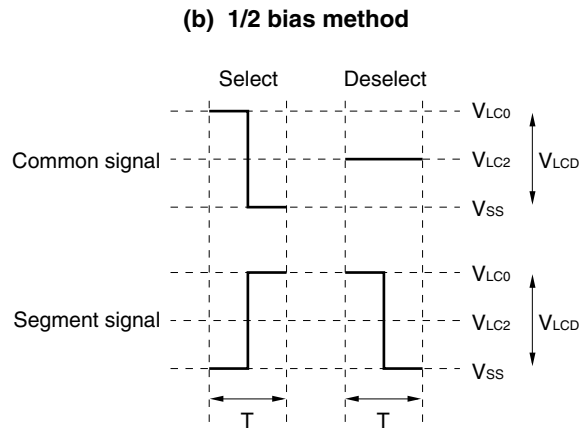 (b) 1/2 bias method
Select Deselect
VLC0
Common signal VLC2 VLCD
VSS
VLC0
Segment signal VLC2 VLCD
VSS
T T